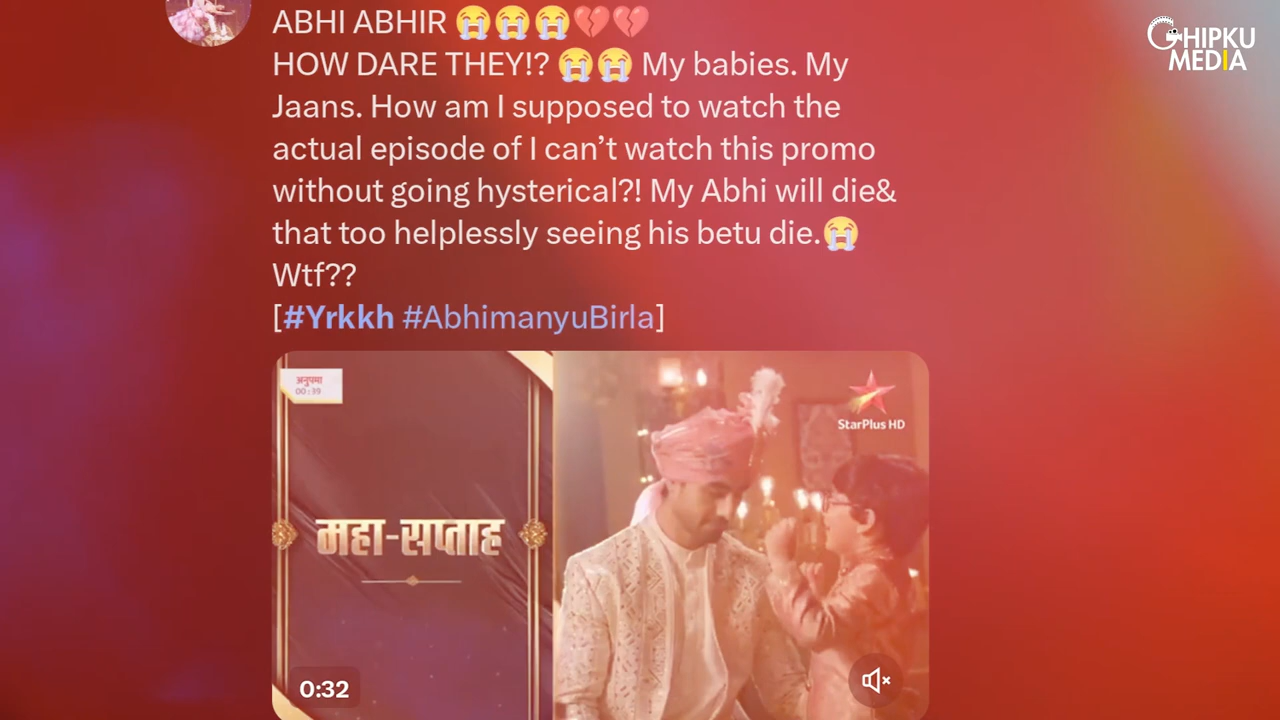 ABHI ABHIR 😭😭😭💔💔
HOW DARE THEY!? 😭😭 My babies. My
Jaans. How am I supposed to watch the
actual episode of I can’t watch this promo
without going hysterical?! My Abhi will die&
that too helplessly seeing his betu die.😭
Wtf??
[#Yrkkh #AbhimanyuBirla]
GHIPKU
MEDIA
अनुपमा
00:39
StarPlus HD
महा-सप्ताह
0:32